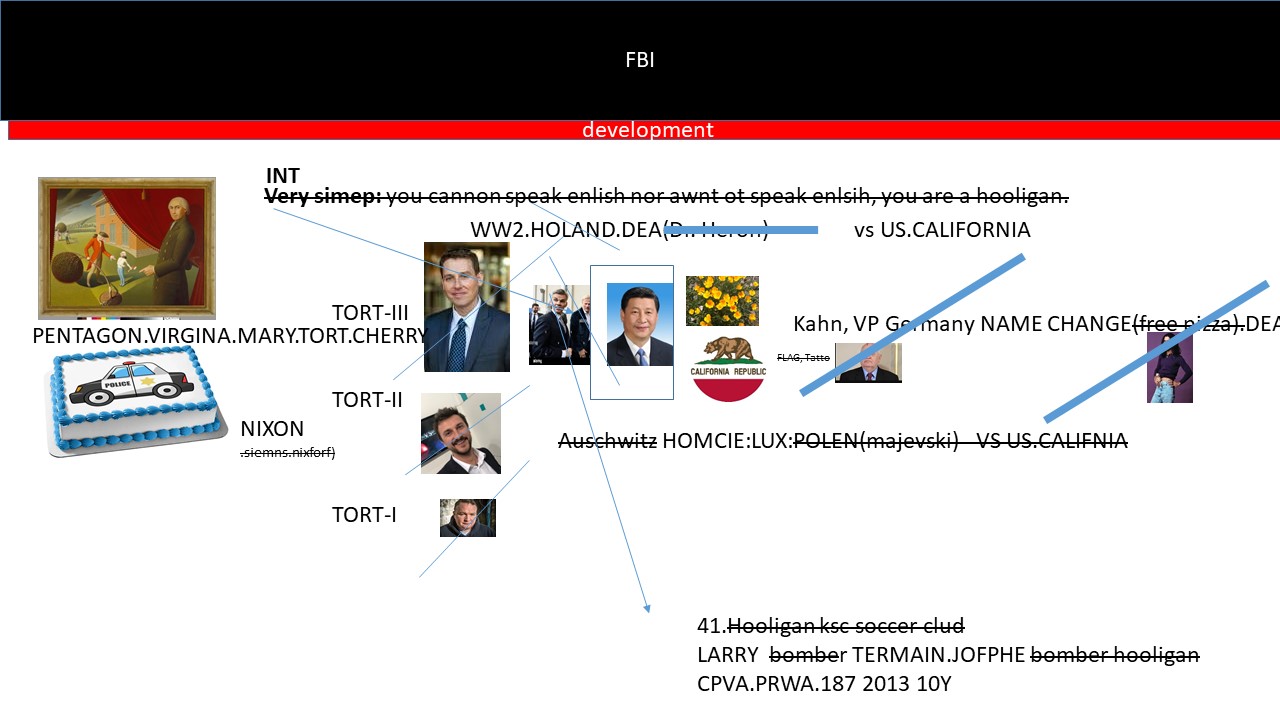 FBI
development
INT
Very simep: you cannon speak enlish nor awnt ot speak enlsih, you are a hooligan.
WW2.HOLAND.DEA(Dr. Heron) vs US.CALIFORNIA
TORT-III
Kahn, VP Germany NAME CHANGE(free pizza).DEA
PENTAGON.VIRGINA.MARY.TORT.CHERRY
FLAG, Tatto
CALIFORNIA REPUBLIC
POLICE
TORT-II
NIXON
.siemns.nixforf)
Auschwitz HOMCIE:LUX:POLEN(majevski) VS US.CALIFNIA
TORT-I
41.Hooligan ksc soccer clud
LARRY bomber TERMAIN.JOFPHE bomber hooligan
CPVA.PRWA.187 2013 10Y